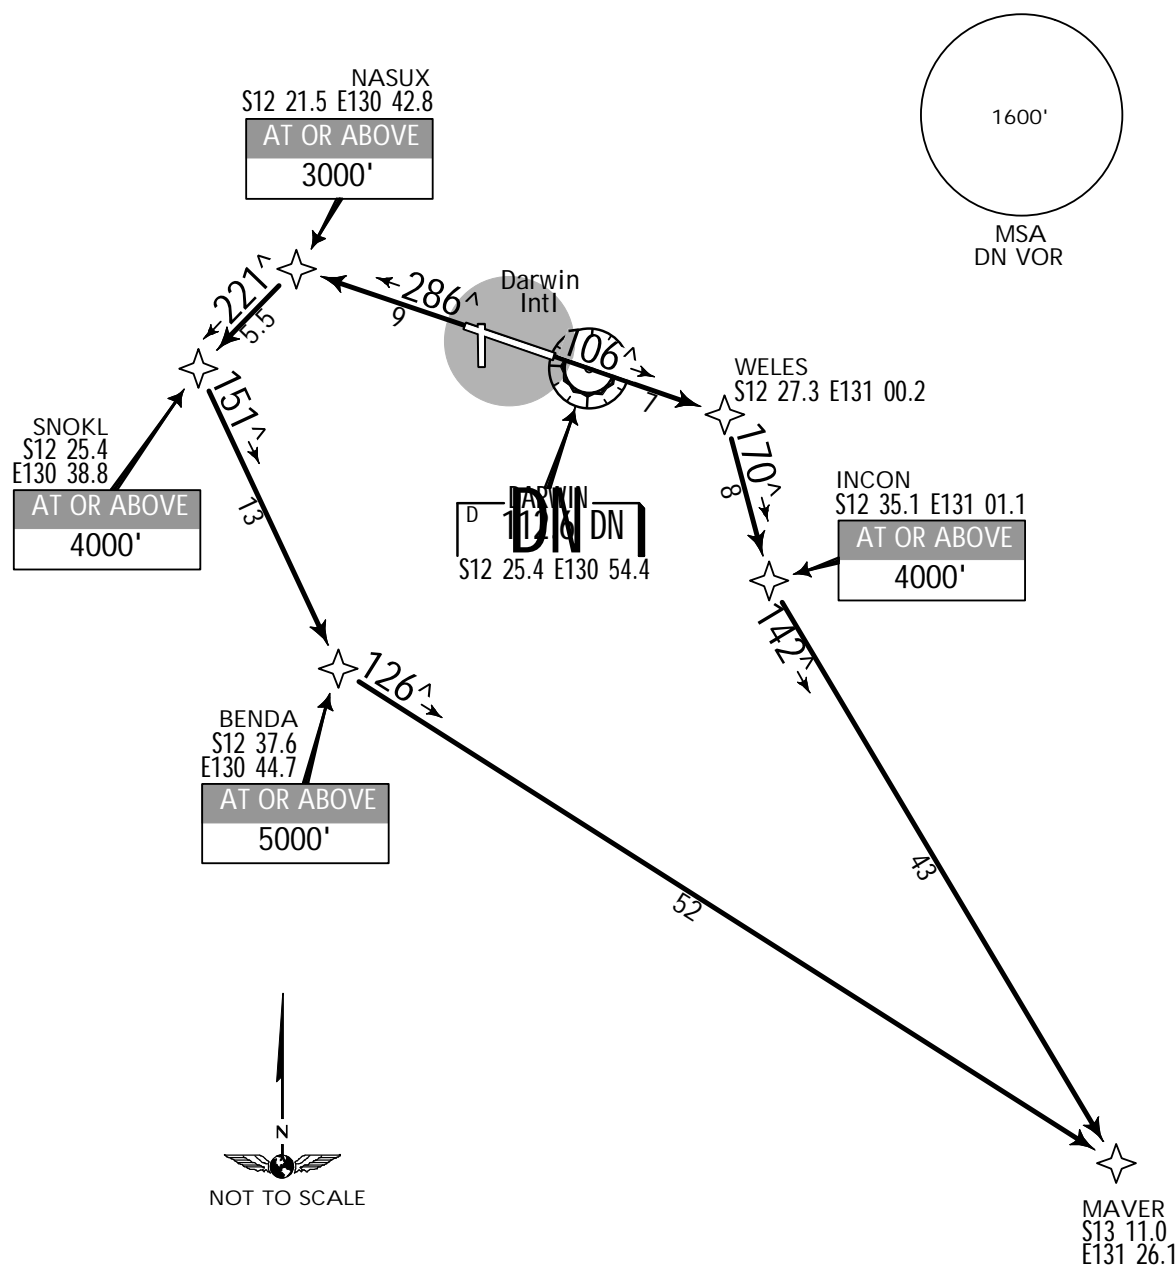 NASUX
S12 21.5 E130 42.8
AT OR ABOVE
3000'
1600'
MSA
DN VOR
Darwin
Intl
286^
9
221^
5.5
106^
7
WELES
S12 27.3 E131 00.2
SNOKL
S12 25.4
E130 38.8
AT OR ABOVE
4000'
151^
13
170^
8
INCON
S12 35.1 E131 01.1
AT OR ABOVE
4000'
DARWIN
D 112.6 DN
DN
S12 25.4 E130 54.4
142^
43
126^
52
BENDA
S12 37.6
E130 44.7
AT OR ABOVE
5000'
N
NOT TO SCALE
MAVER
S13 11.0
E131 26.1